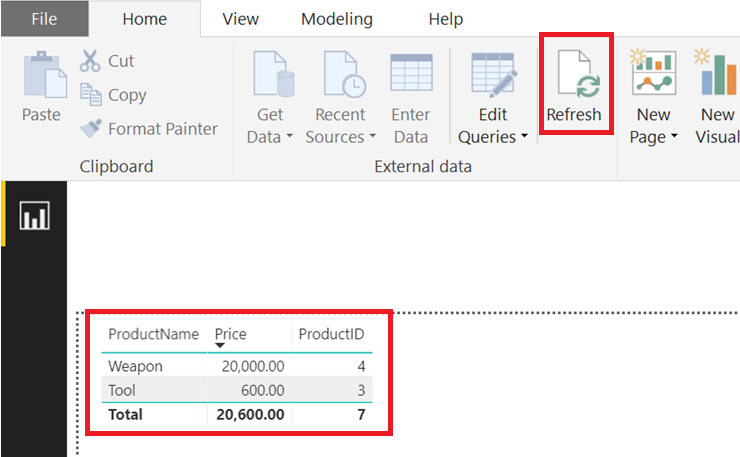 File Home View Modeling Help
Paste
Cut
Copy
Format Painter
Clipboard
Get
Data
Recent
Sources
Enter
Data
Edit
Queries
Refresh
External data
New
Page
New
Visual
ProductName Price ProductID
Weapon 20,000.00 4
Tool 600.00 3
Total 20,600.00 7